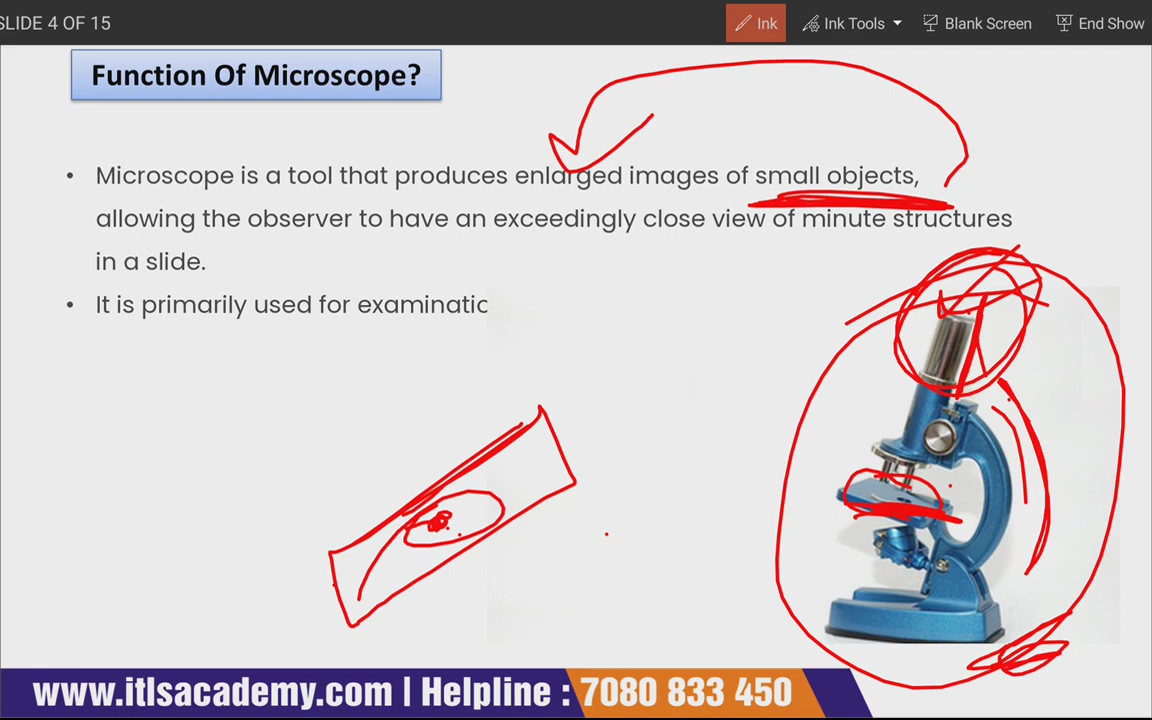 SLIDE 4 OF 15
Ink
Ink Tools
Blank Screen
End Show
Function Of Microscope?
• Microscope is a tool that produces enlarged images of small objects,
allowing the observer to have an exceedingly close view of minute structures
in a slide.
• It is primarily used for examinatic
www.itlsacademy.com | Helpline : 7080 833 450